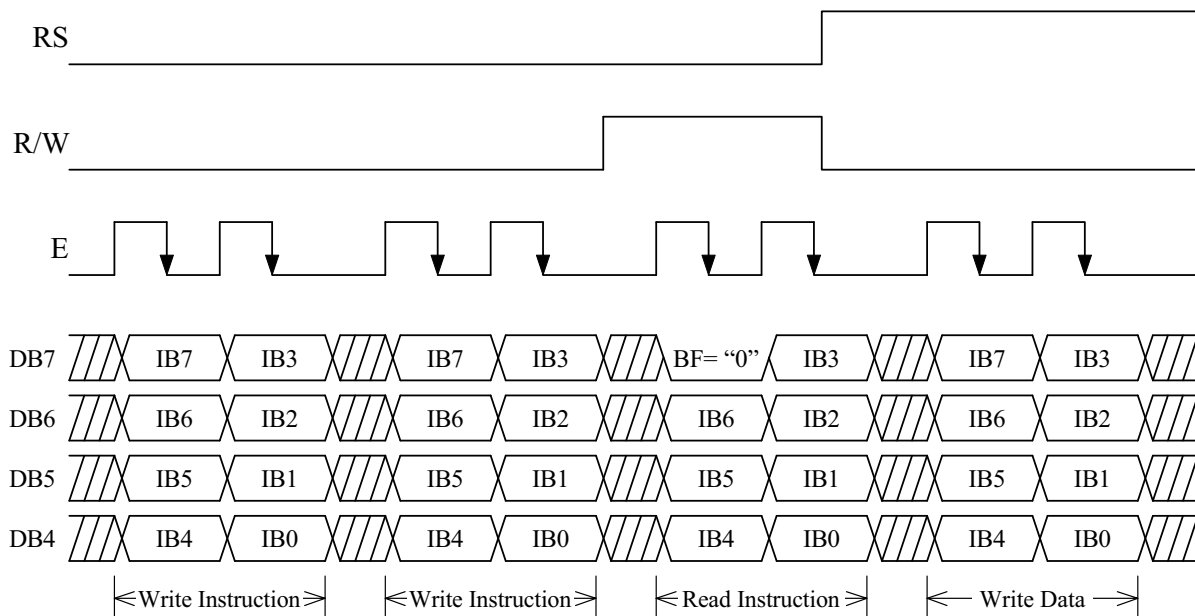 RS
R/W
E
DB7 IB7 IB3 IB7 IB3 BF= “0” IB3 IB7 IB3
DB6 IB6 IB2 IB6 IB2 IB6 IB2 IB6 IB2
DB5 IB5 IB1 IB5 IB1 IB5 IB1 IB5 IB1
DB4 IB4 IB0 IB4 IB0 IB4 IB0 IB4 IB0
Write Instruction Write Instruction Read Instruction Write Data